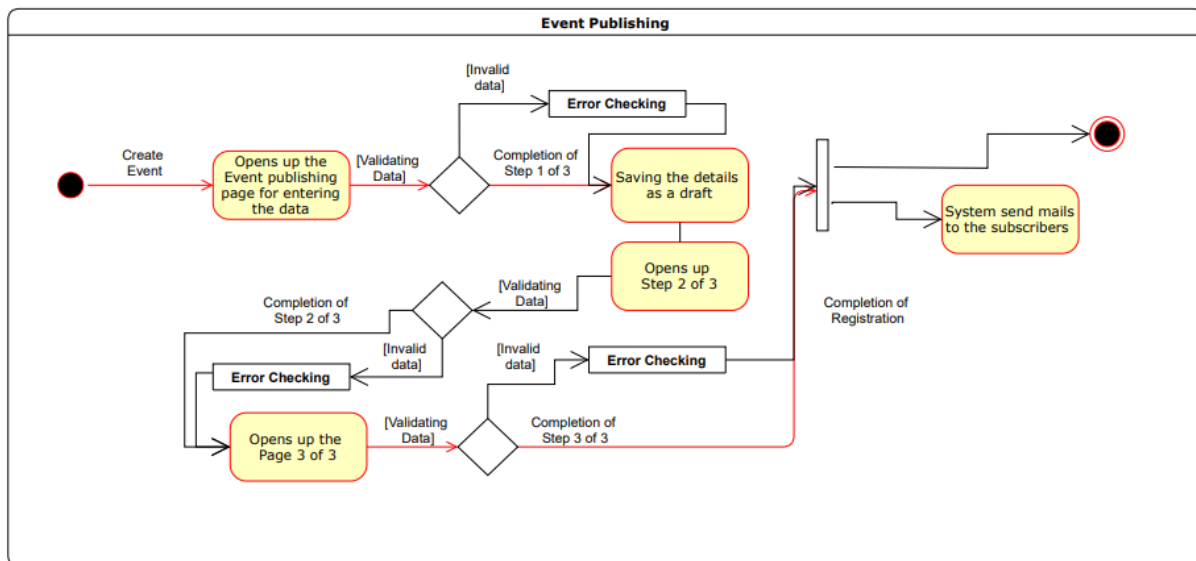 Event Publishing
[Invalid
data]
Error Checking
Create
Event
Opens up the
Event publishing
page for entering
the data
[Validating
Data]
Completion of
Step 1 of 3
Saving the details
as a draft
System send mails
to the subscribers
Opens up
Step 2 of 3
[Validating
Data]
Completion of
Step 2 of 3
Completion of
Registration
[Invalid
data]
Error Checking
[Invalid
data]
Error Checking
Opens up the
Page 3 of 3
[Validating
Data]
Completion of
Step 3 of 3